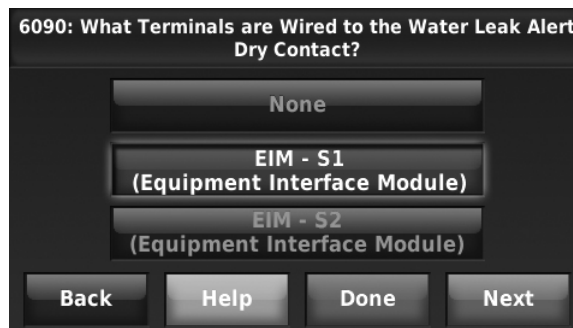 6090: What Terminals are Wired to the Water Leak Alert
Dry Contact?
None
EIM - S1
(Equipment Interface Module)
EIM - S2
(Equipment Interface Module)
Back Help Done Next